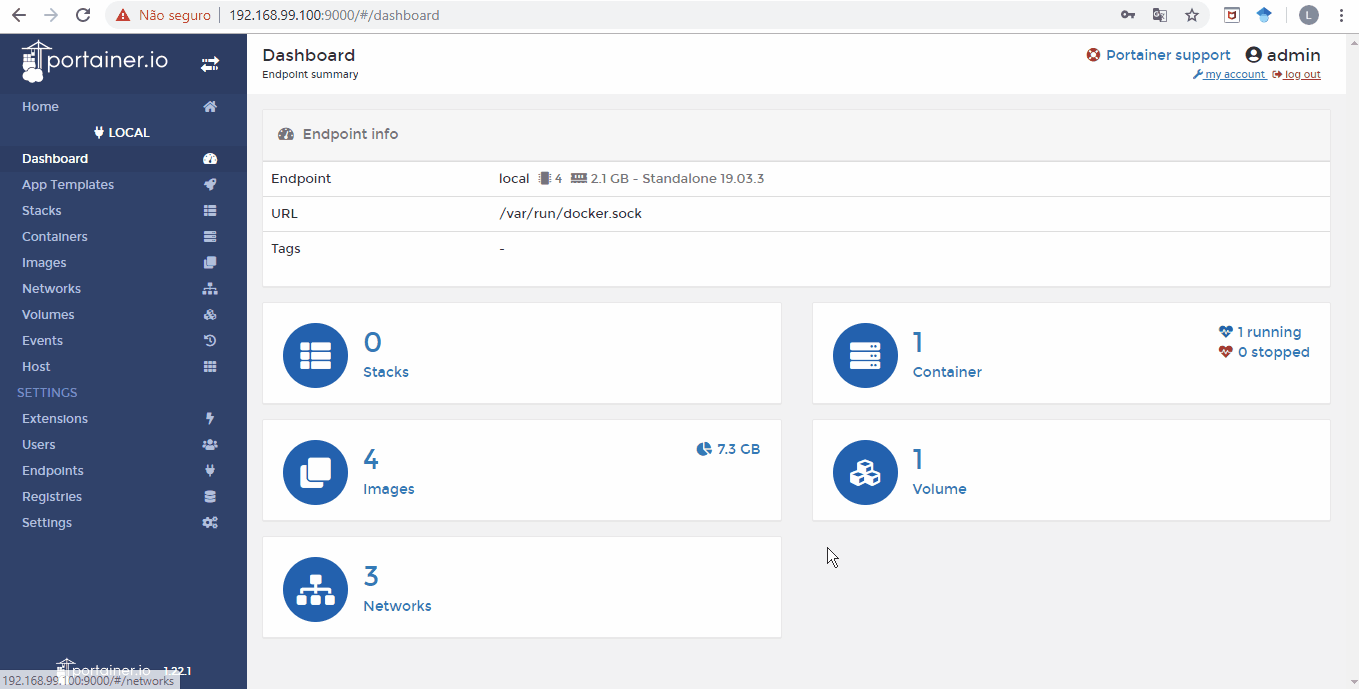 Não seguro | 192.168.99.100:9000/#/dashboard
L
portainer.io
Home
LOCAL
Dashboard
App Templates
Stacks
Containers
Images
Networks
Volumes
Events
Host
SETTINGS
Extensions
Users
Endpoints
Registries
Settings
portainer.io 1.22.1
192.168.99.100:9000/#/networks
Dashboard
Endpoint summary
Portainer support admin
my account log out
Endpoint info
Endpoint local 4 2.1 GB - Standalone 19.03.3
URL /var/run/docker.sock
Tags -
0
Stacks
1
Container
1 running
0 stopped
4
Images
7.3 GB
1
Volume
3
Networks